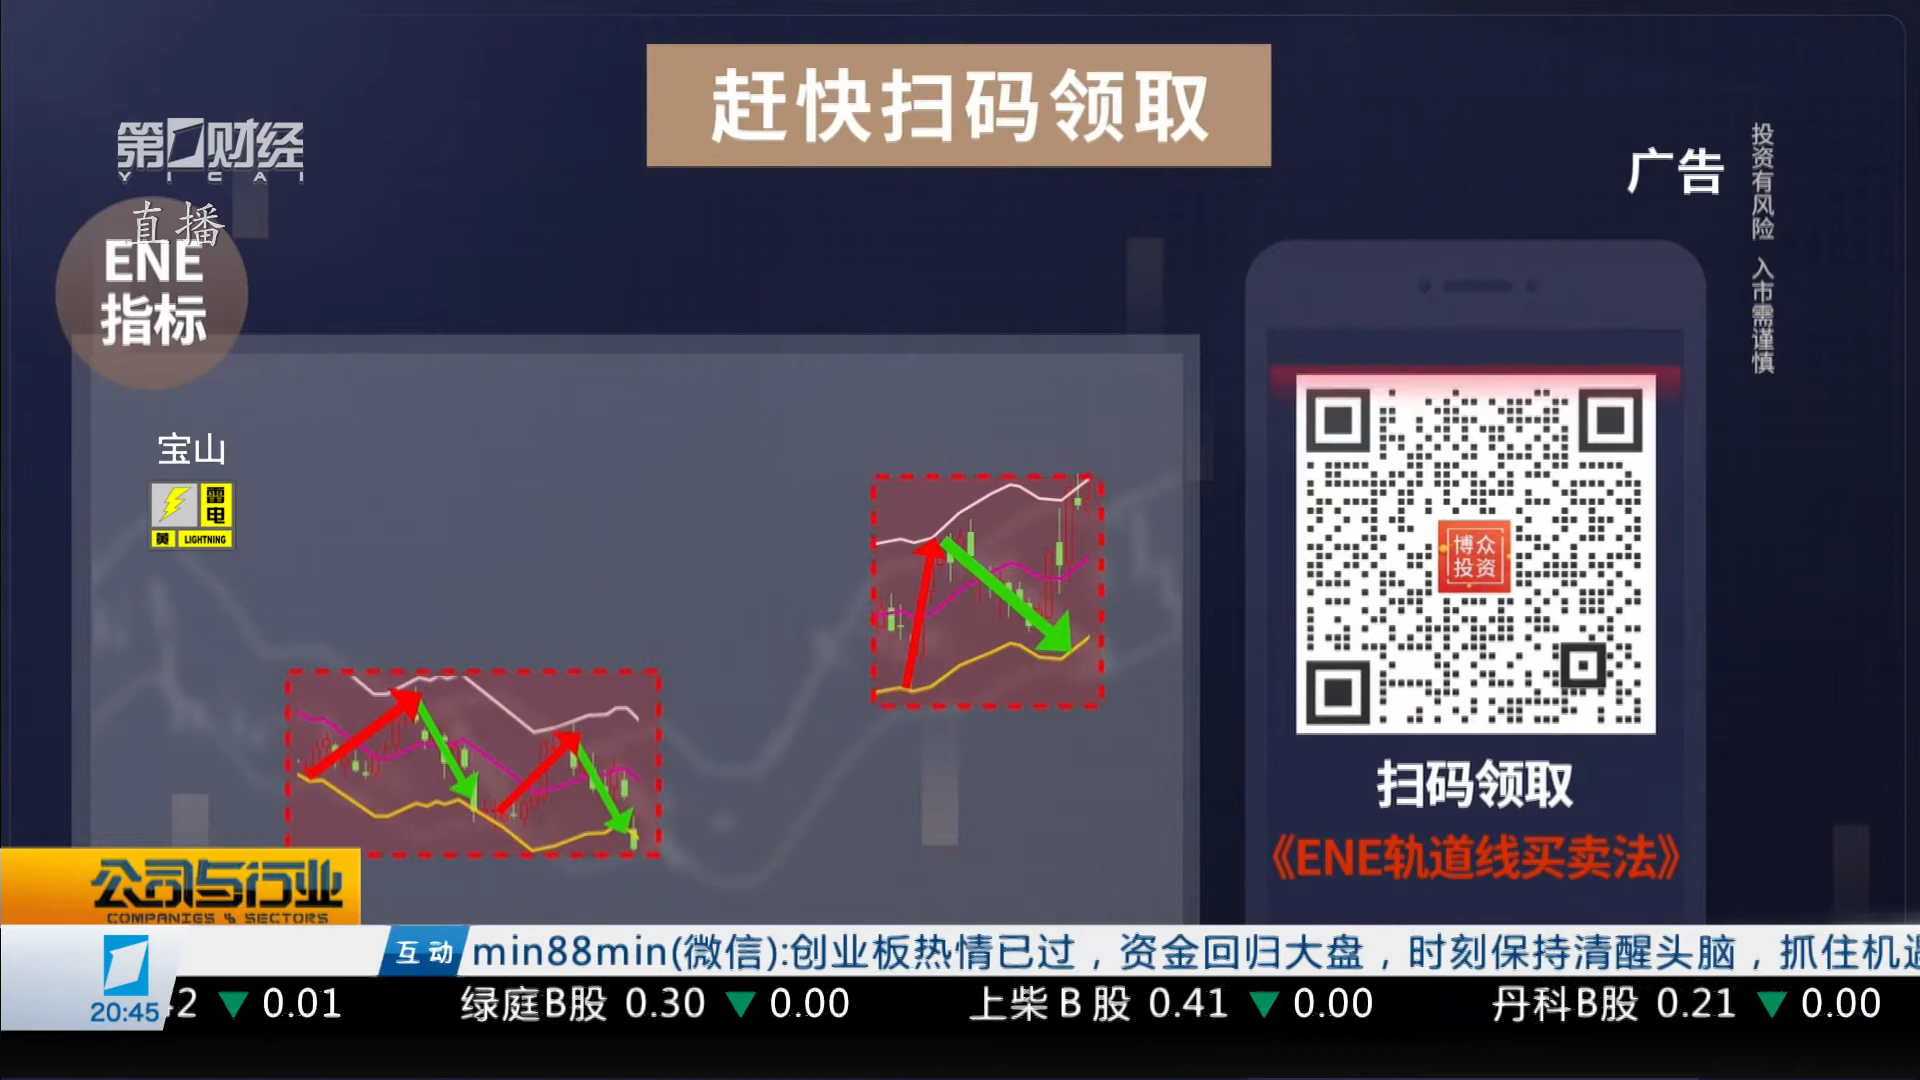 赶快扫码领取
第一财经
YICAI
直播
广告
投资有风险 入市需谨慎
ENE
指标
宝山
雷电
黄 LIGHTNING
博众
投资
扫码领取
《ENE轨道线买卖法》
公司与行业
COMPANIES & SECTORS
互动 min88min(微信):创业板热情已过，资金回归大盘，时刻保持清醒头脑，抓住机遇
20:45
42 ▼ 0.01 绿庭B股 0.30 ▼ 0.00 上柴B股 0.41 ▼ 0.00 丹科B股 0.21 ▼ 0.00